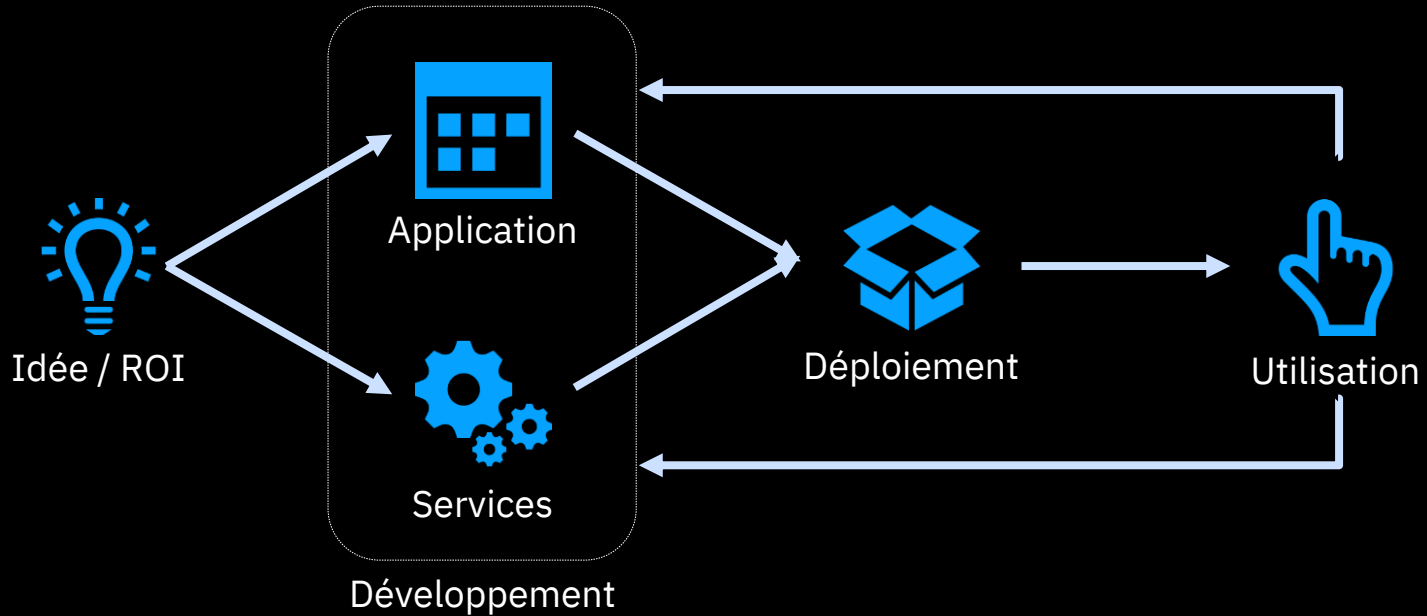 Idée / ROI
Application
Services
Développement
Déploiement
Utilisation